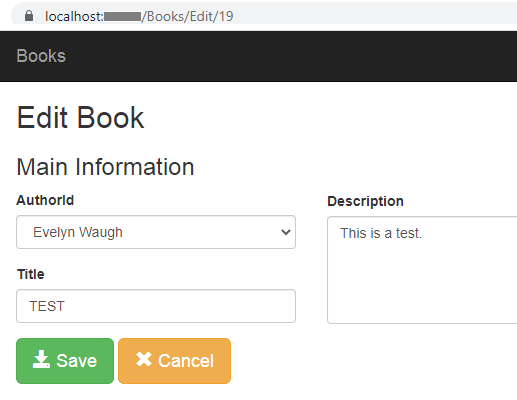 localhost:/Books/Edit/19
Books
Edit Book
Main Information
AuthorId
Evelyn Waugh
Title
TEST
Description
This is a test.
Save
Cancel